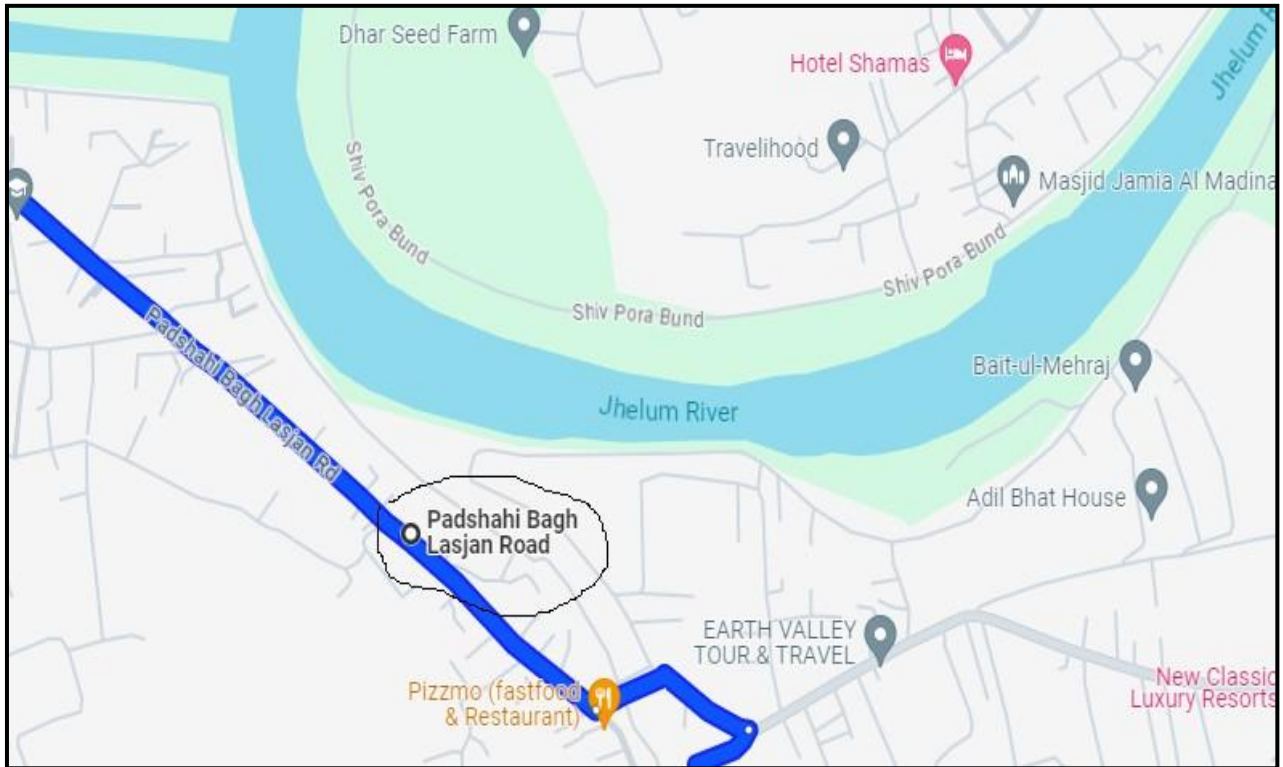 Dhar Seed Farm
Hotel Shamas
Jhelum R
Travelihood
Masjid Jamia Al Madina
Shiv Pora Bund
Shiv Pora Bund
Shiv Pora Bund
Padshahi Bagh Lasjan Rd
Bait-ul-Mehraj
Jhelum River
Adil Bhat House
Padshahi Bagh
Lasjan Road
EARTH VALLEY
TOUR & TRAVEL
New Classic
Luxury Resorts
Pizzmo (fastfood
& Restaurant)